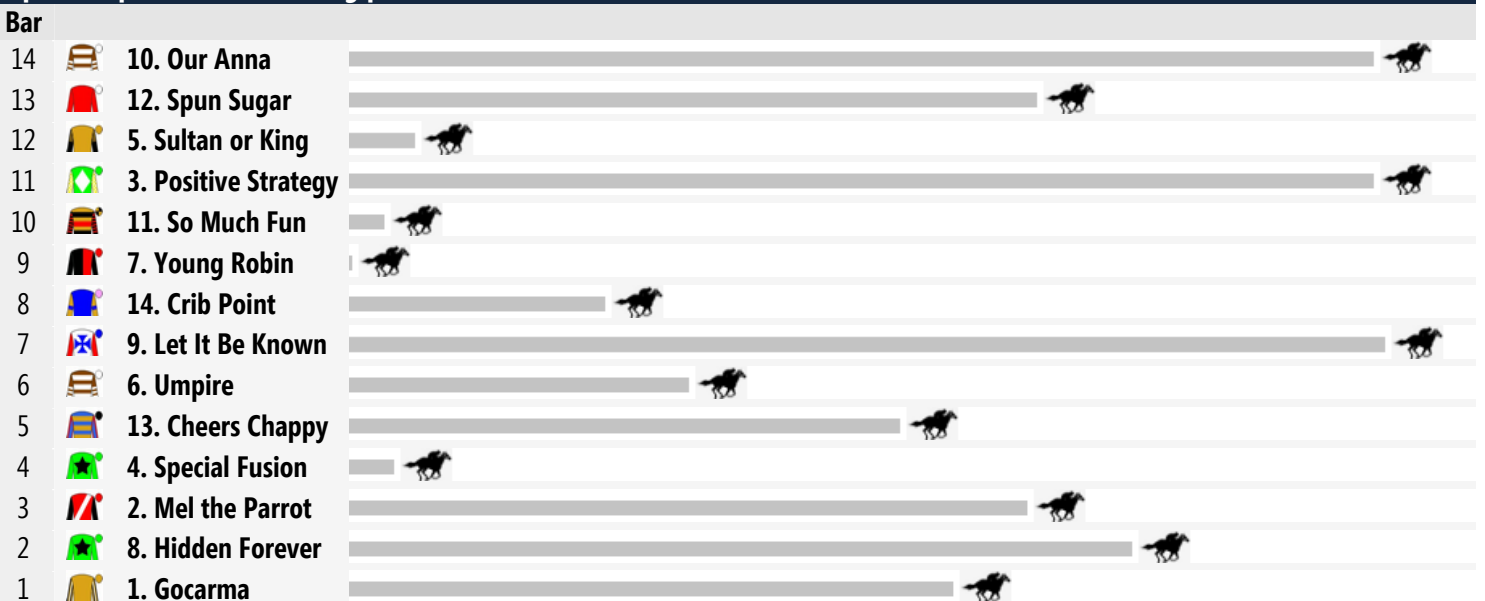 Bar
14 10. Our Anna
13 12. Spun Sugar
12 5. Sultan or King
11 3. Positive Strategy
10 11. So Much Fun
9 7. Young Robin
8 14. Crib Point
7 9. Let It Be Known
6 6. Umpire
5 13. Cheers Chappy
4 4. Special Fusion
3 2. Mel the Parrot
2 8. Hidden Forever
1 1. Gocarma